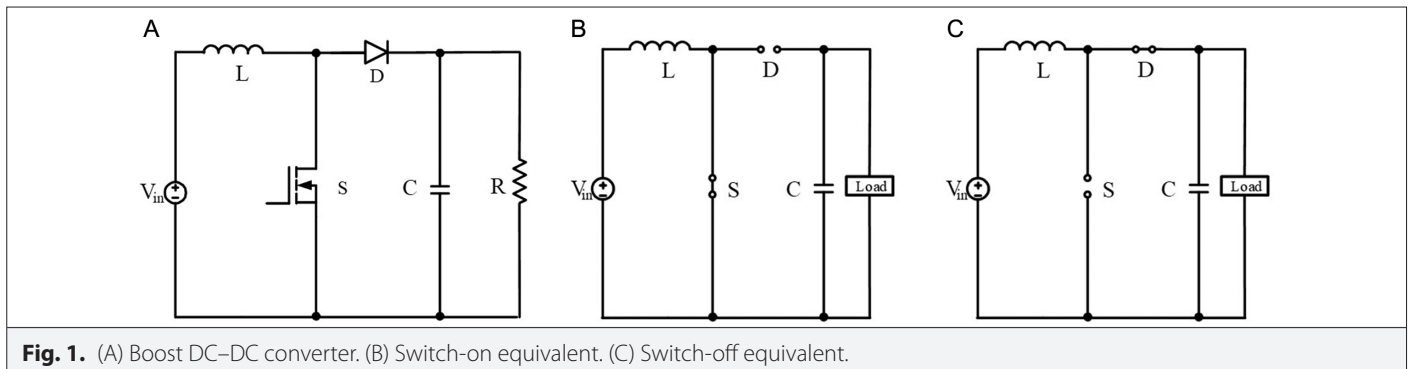 A
L
D
V_in
S
C
R
B
L
D
V_in
S
C
Load
C
L
D
V_in
S
C
Load
Fig. 1. (A) Boost DC–DC converter. (B) Switch-on equivalent. (C) Switch-off equivalent.